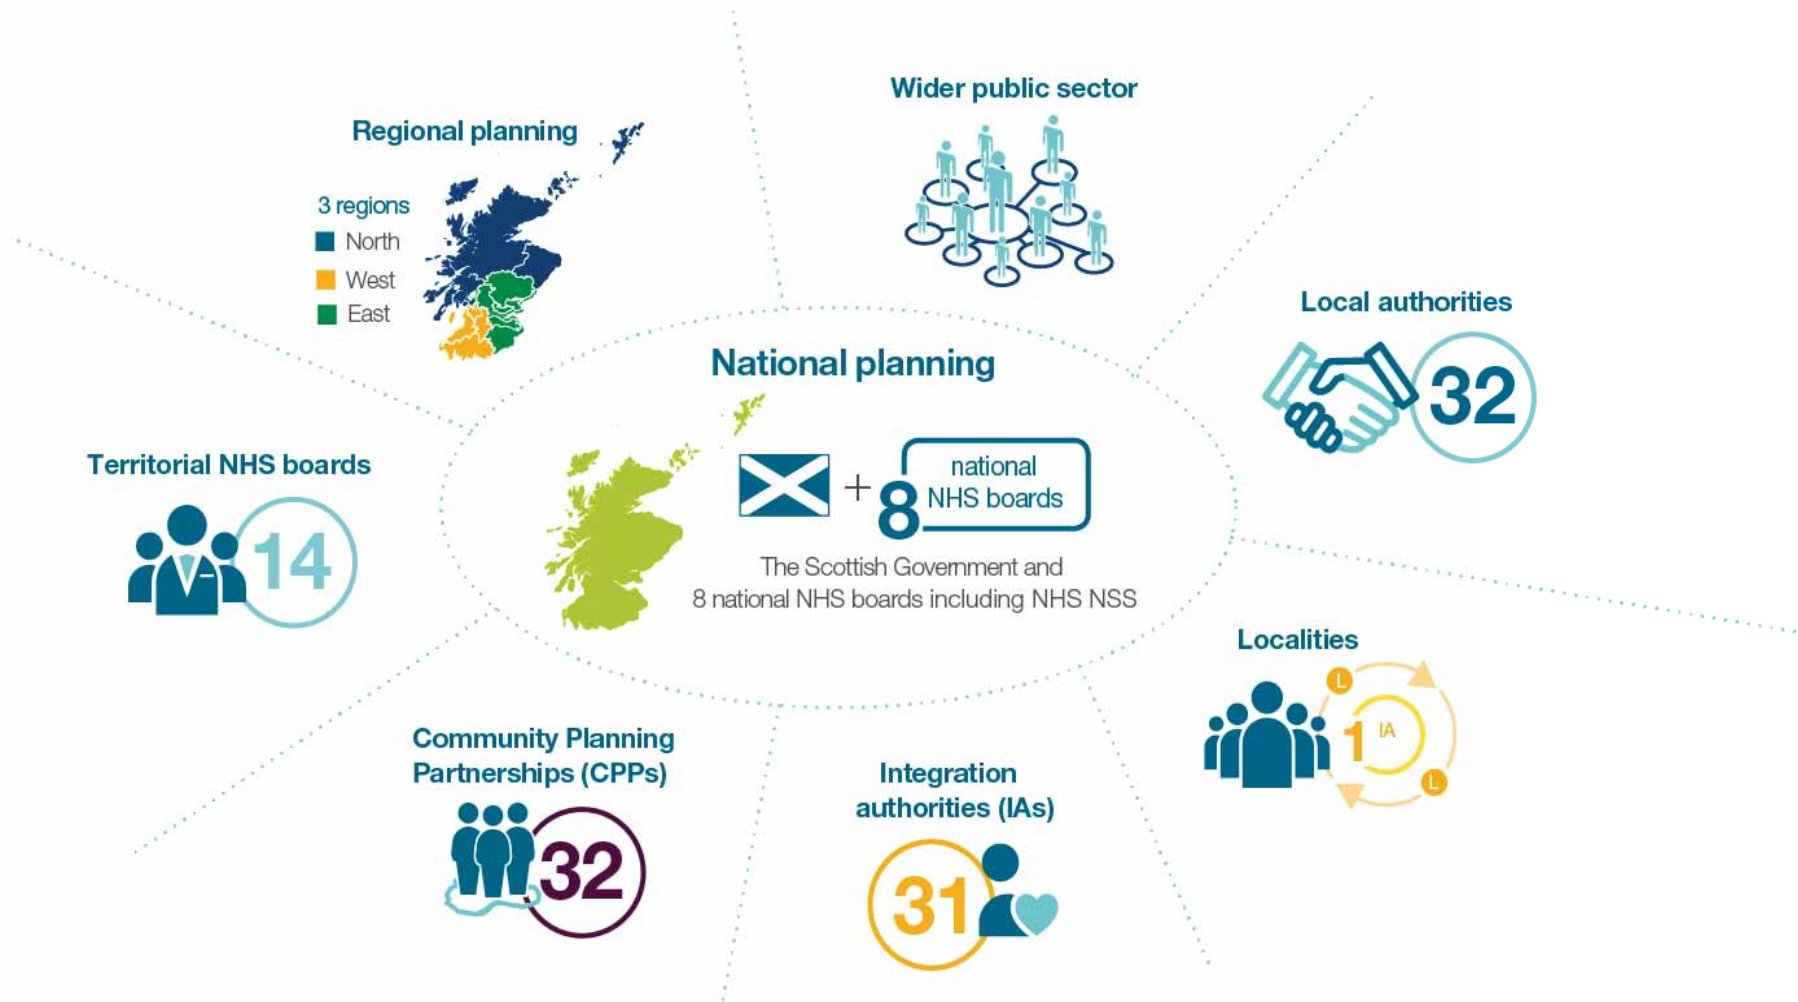 Wider public sector
Regional planning
3 regions
North
West
East
Local authorities
32
National planning
+
8
national
NHS boards
The Scottish Government and
8 national NHS boards including NHS NSS
Territorial NHS boards
14
Localities
L
1 IA
L
Community Planning
Partnerships (CPPs)
32
Integration
authorities (IAs)
31